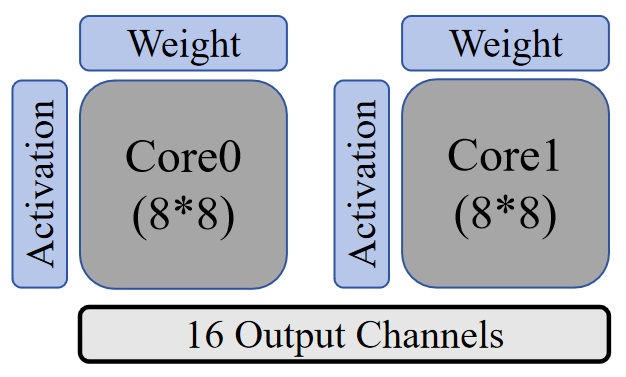 Weight
Weight
Activation
Core0
(8*8)
Activation
Core1
(8*8)
16 Output Channels